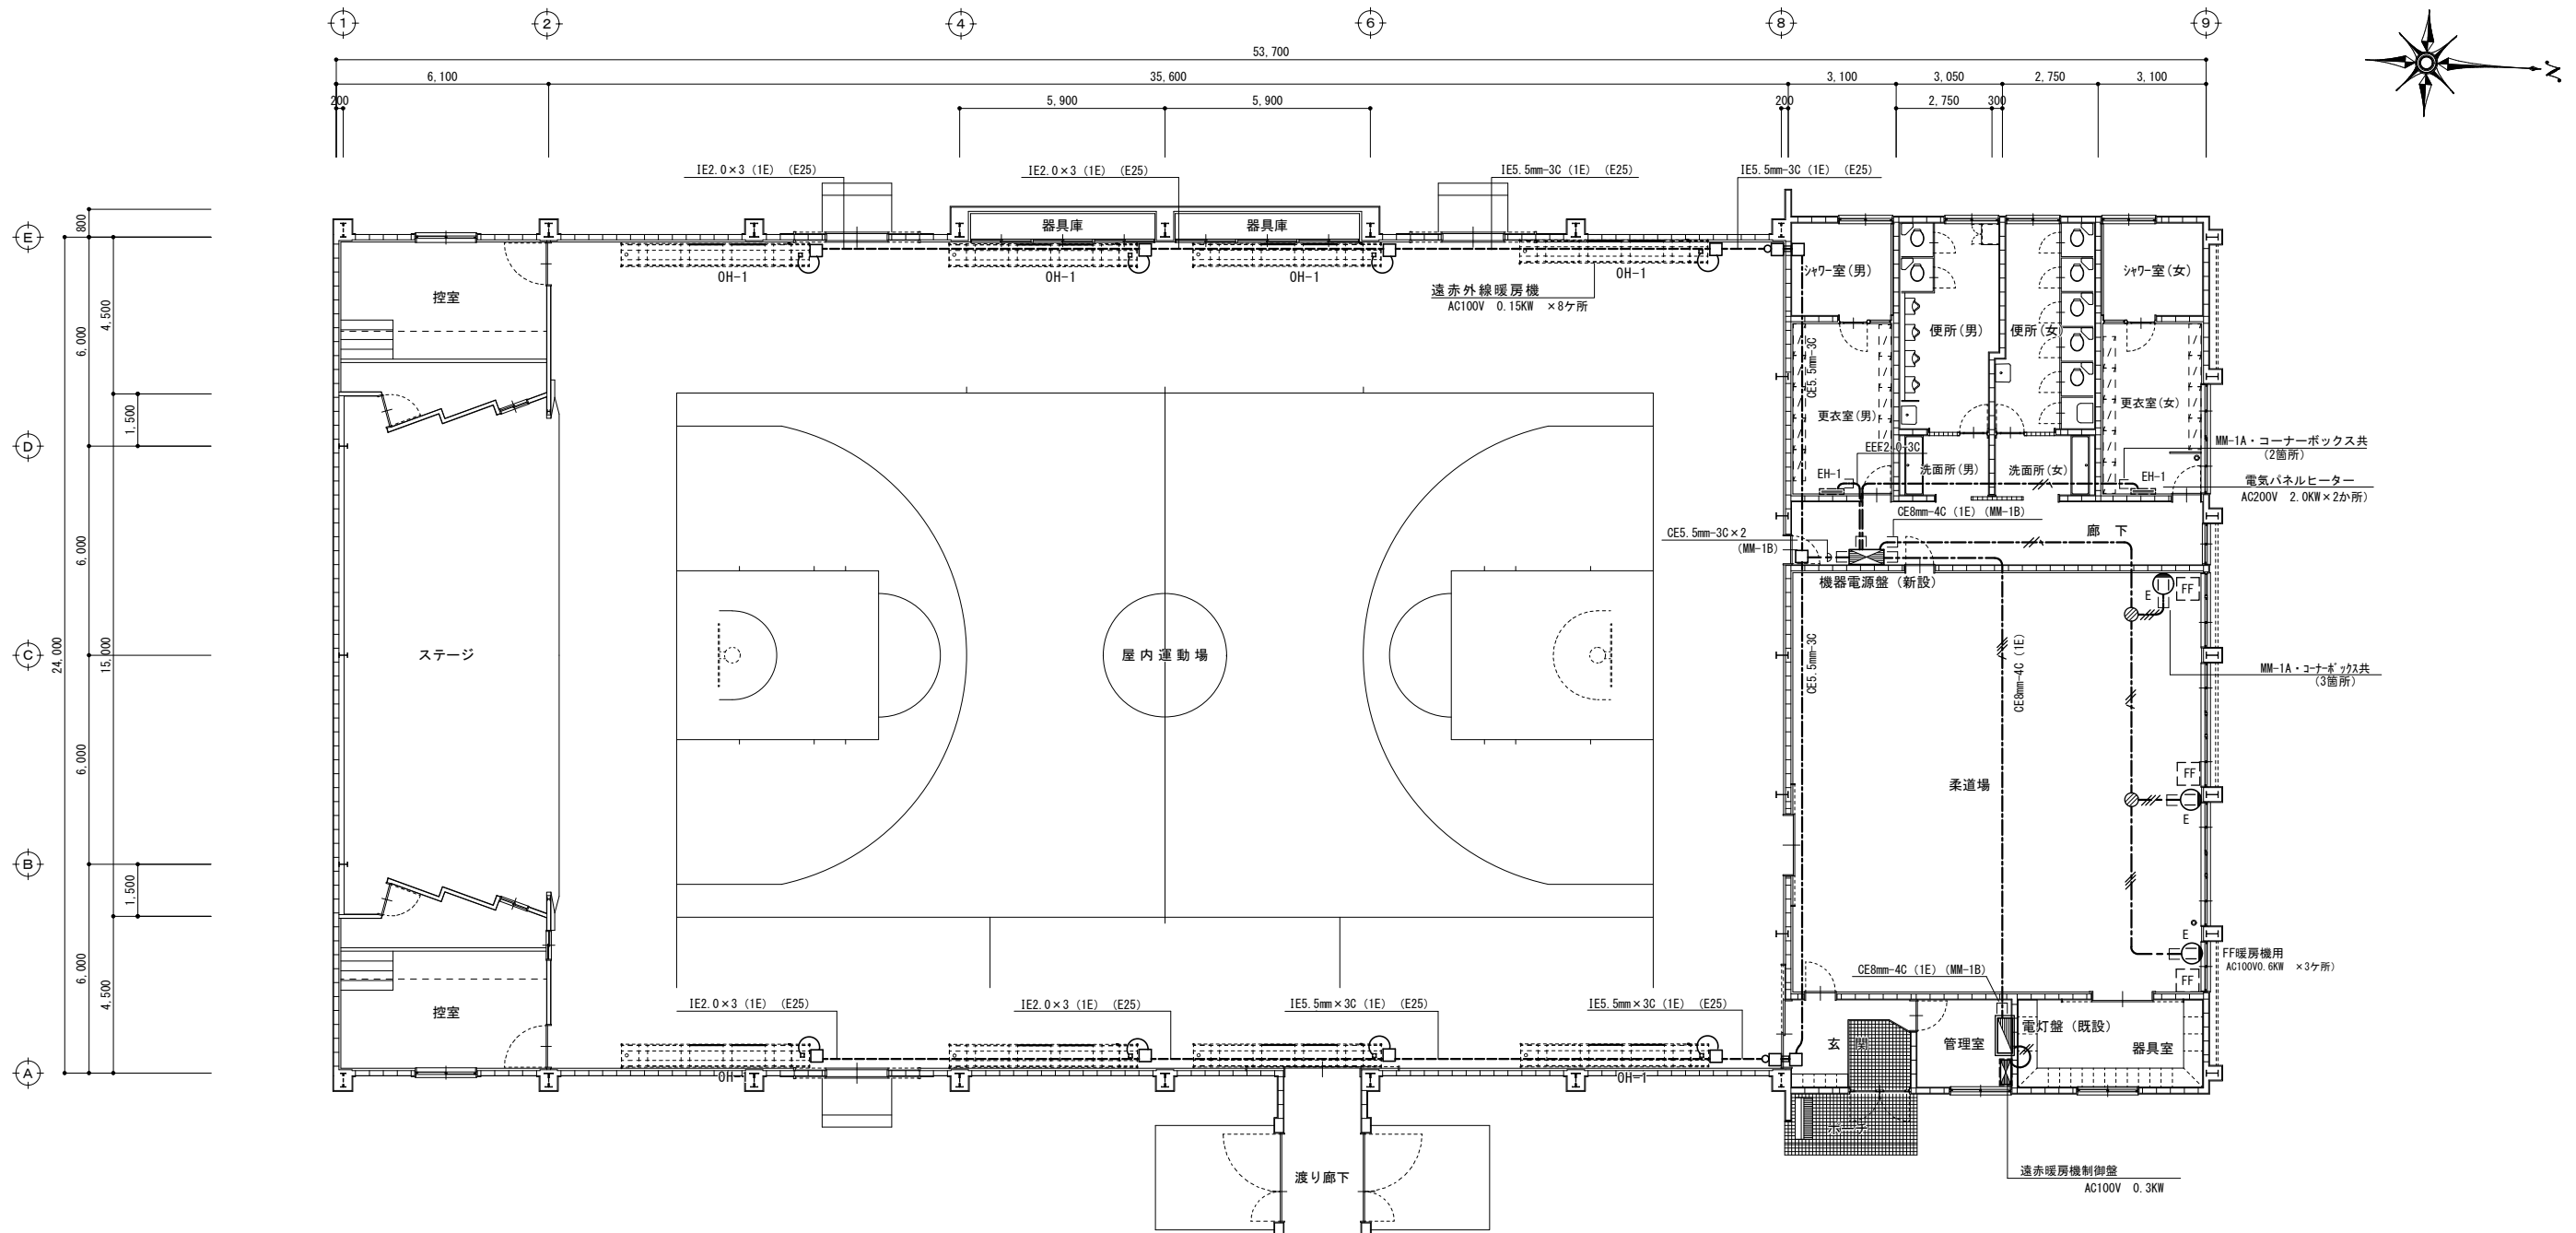 1
2
4
6
8
9
53,700
6,100
35,600
3,100
3,050
2,750
3,100
200
5,900
5,900
200
2,750
300
N
IE2.0×3 (1E) (E25)
IE2.0×3 (1E) (E25)
IE5.5mm-3C (1E) (E25)
IE5.5mm-3C (1E) (E25)
E
D
C
B
A
800
6,000
4,500
1,500
6,000
24,000
15,000
6,000
1,500
6,000
4,500
器具庫
器具庫
OH-1
OH-1
OH-1
OH-1
遠赤外線暖房機
AC100V 0.15KW ×8ケ所
控室
シャワー室(男)
シャワー室(女)
便所(男)
便所(女)
CE5.5mm-3C
更衣室(男)
更衣室(女)
EEE2.0-3C
MM-1A・コーナーボックス共
(2箇所)
洗面所(男)
洗面所(女)
EH-1
EH-1
電気パネルヒーター
AC200V 2.0KW×2か所)
CE8mm-4C (1E) (MM-1B)
CE5.5mm-3C×2
(MM-1B)
廊 下
機器電源盤(新設)
E
FF
ステージ
屋内運動場
CE5.5mm-3C
CE8mm-4C (1E)
MM-1A・コーナーボックス共
(3箇所)
柔道場
FF
E
E
FF暖房機用
AC100V0.6KW ×3ケ所)
FF
CE8mm-4C (1E) (MM-1B)
IE2.0×3 (1E) (E25)
IE2.0×3 (1E) (E25)
IE5.5mm×3C (1E) (E25)
IE5.5mm×3C (1E) (E25)
控室
玄 関
管理室
電灯盤(既設)
器具室
OH-1
ポーチ
渡り廊下
遠赤暖房機制御盤
AC100V 0.3KW